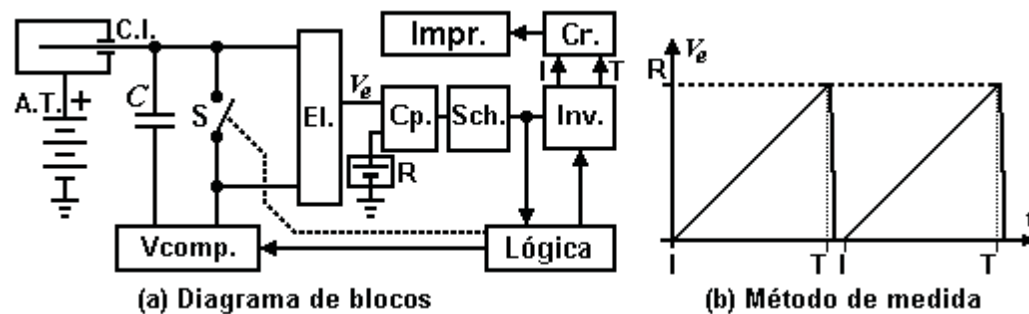 C.I.
A.T. +
C
S
El.
Ve
Cp.
Sch.
Inv.
R
Impr.
Cr.
I
T
Vcomp.
Lógica
(a) Diagrama de blocos
Ve
R
I
T
I
T
t
(b) Método de medida